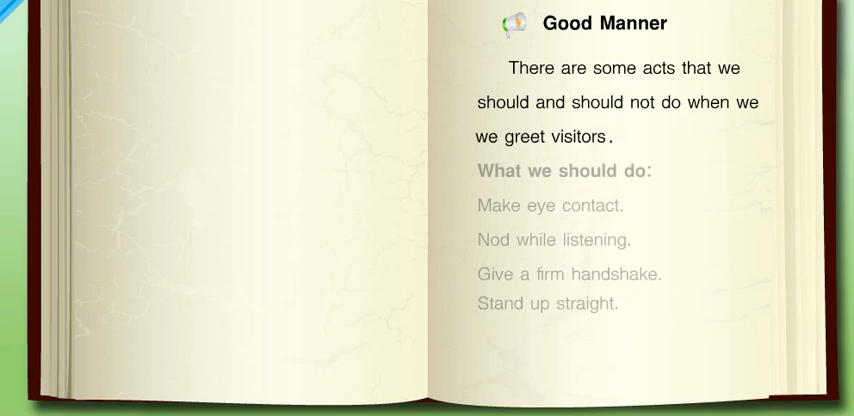 Good Manner
There are some acts that we
should and should not do when we
we greet visitors.
What we should do:
Make eye contact.
Nod while listening.
Give a firm handshake.
Stand up straight.